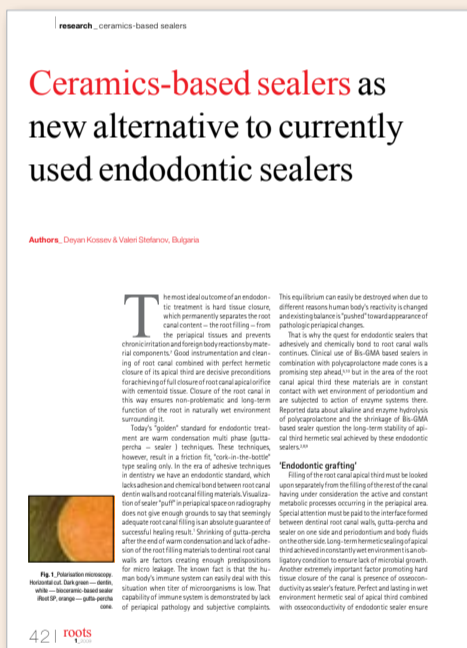 research _ceramics-based sealers
Ceramics-based sealers as
new alternative to currently
used endodontic sealers
Authors_ Deyan Kossev & Valeri Stefanov, Bulgaria
The most ideal outcome of an endodon-
tic treatment is hard tissue closure,
which permanently separates the root
canal content — the root filling — from
the periapical tissues and prevents
chronic irritation and foreign body reactions by mate-
rial components.¹ Good instrumentation and clean-
ing of root canal combined with perfect hermetic
closure of its apical third are decisive preconditions
for achieving of full closure of root canal apical orifice
with cementoid tissue. Closure of the root canal in
this way ensures non-problematic and long-term
function of the root in naturally wet environment
surrounding it.
Today's "golden" standard for endodontic treat-
ment are warm condensation multi phase (gutta-
percha – sealer ) techniques. These techniques,
however, result in a friction fit, "cork-in-the-bottle"
type sealing only. In the era of adhesive techniques
in dentistry we have an endodontic standard, which
lacks adhesion and chemical bond between root canal
dentin walls and root canal filling materials. Visualiza-
tion of sealer "puff" in periapical space on radiography
does not give enough grounds to say that seemingly
adequate root canal filling is an absolute guarantee of
successful healing result.⁷ Shrinking of gutta-percha
after the end of warm condensation and lack of adhe-
sion of the root filling materials to dentinal root canal
walls are factors creating enough predispositions
for micro leakage. The known fact is that the hu-
man body's immune system can easily deal with this
situation when titer of microorganisms is low. That
capability of immune system is demonstrated by lack
of periapical pathology and subjective complaints.
This equilibrium can easily be destroyed when due to
different reasons human body's reactivity is changed
and existing balance is "pushed" toward appearance of
pathologic periapical changes.
That is why the quest for endodontic sealers that
adhesively and chemically bond to root canal walls
continues. Clinical use of Bis-GMA based sealers in
combination with polycaprolactone made cones is a
promising step ahead, but in the area of the root
canal apical third these materials are in constant
contact with wet environment of periodontium and
are subjected to action of enzyme systems there.
Reported data about alkaline and enzyme hydrolysis
of polycaprolactone and the shrinkage of Bis-GMA
based sealer question the long-term stability of api-
cal third hermetic seal achieved by these endodontic
sealers.
'Endodontic grafting'
Filling of the root canal apical third must be looked
upon separately from the filling of the rest of the canal
having under consideration the active and constant
metabolic processes occurring in the periapical area.
Special attention must be paid to the interface formed
between dentinal root canal walls, gutta-percha and
sealer on one side and periodontium and body fluids
on the other side. Long-term hermetic sealing of apical
third achieved in constantly wet environment is an ob-
ligatory condition to ensure lack of microbial growth.
Another extremely important factor promoting hard
tissue closure of the canal is presence of osseocon-
ductivity as sealer's feature. Perfect and lasting in wet
environment hermetic seal of apical third combined
with osseoconductivity of endodontic sealer ensure
Fig. 1_Polarisation microscopy.
Horizontal cut. Dark green — dentin,
white — bioceramic-based sealer
iRoot SP, orange — gutta-percha
cone.
42 | roots